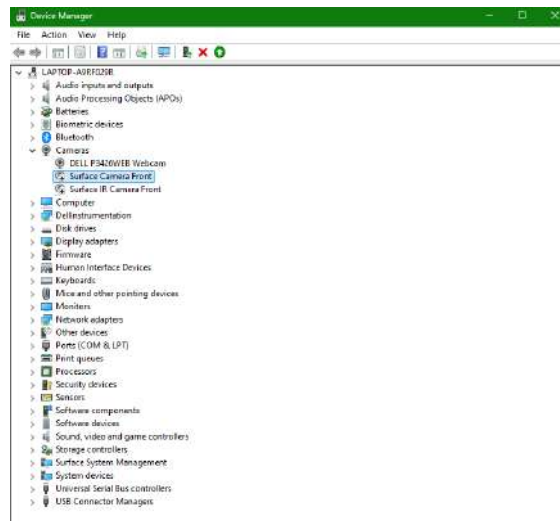 Device Manager
File Action View Help
LAPTOP-A9RF029R
Audio inputs and outputs
Audio Processing Objects (APOs)
Batteries
Biometric devices
Bluetooth
Cameras
DELL P3426WEB Webcam
Surface Camera Front
Surface IR Camera Front
Computer
DellInstrumentation
Disk drives
Display adapters
Firmware
Human Interface Devices
Keyboards
Mice and other pointing devices
Monitors
Network adapters
Other devices
Ports (COM & LPT)
Print queues
Processors
Security devices
Sensors
Software components
Software devices
Sound, video and game controllers
Storage controllers
Surface System Management
System devices
Universal Serial Bus controllers
USB Connector Managers